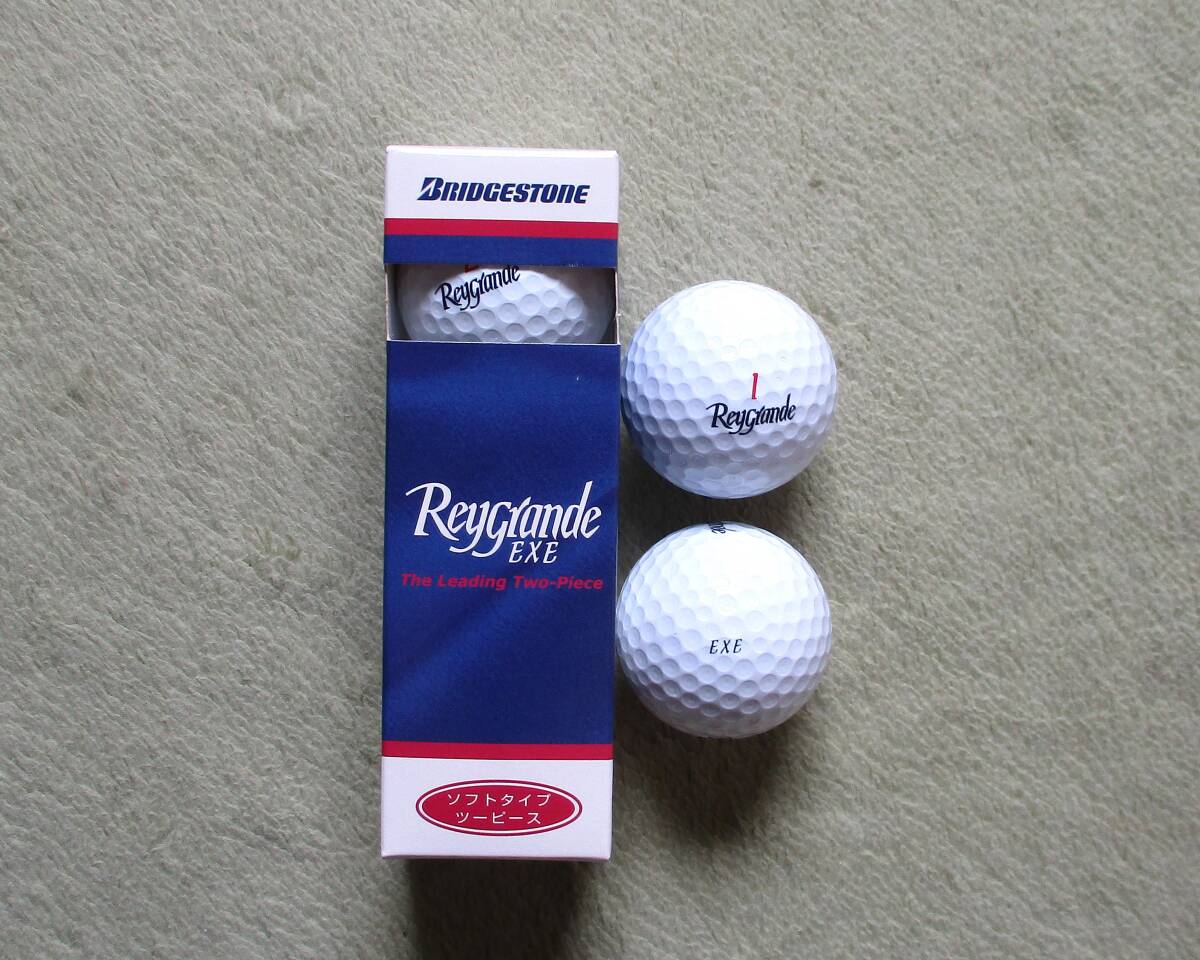 BRIDGESTONE
Reygrande
1
Reygrande
Reygrande
EXE
The Leading Two-Piece
EXE
ソフトタイプ
ツーピース